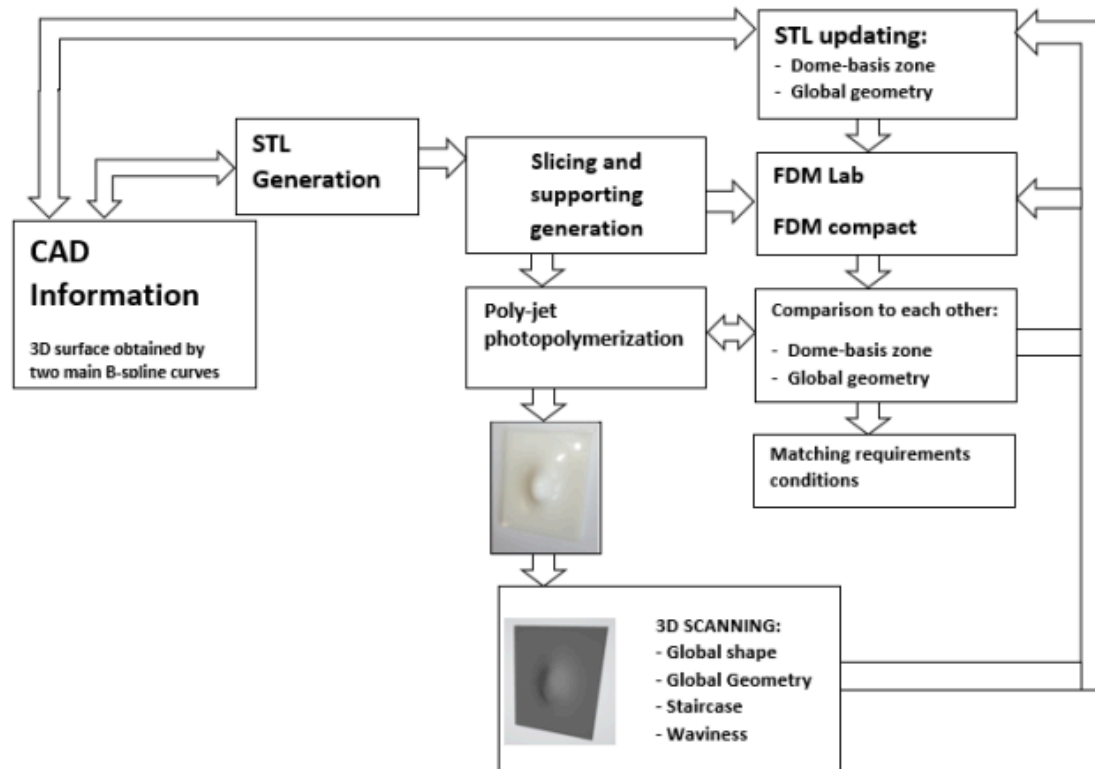 STL updating:
- Dome-basis zone
- Global geometry
STL
Generation
Slicing and
supporting
generation
FDM Lab
FDM compact
CAD
Information
3D surface obtained by
two main B-spline curves
Poly-jet
photopolymerization
Comparison to each other:
- Dome-basis zone
- Global geometry
Matching requirements
conditions
3D SCANNING:
- Global shape
- Global Geometry
- Staircase
- Waviness